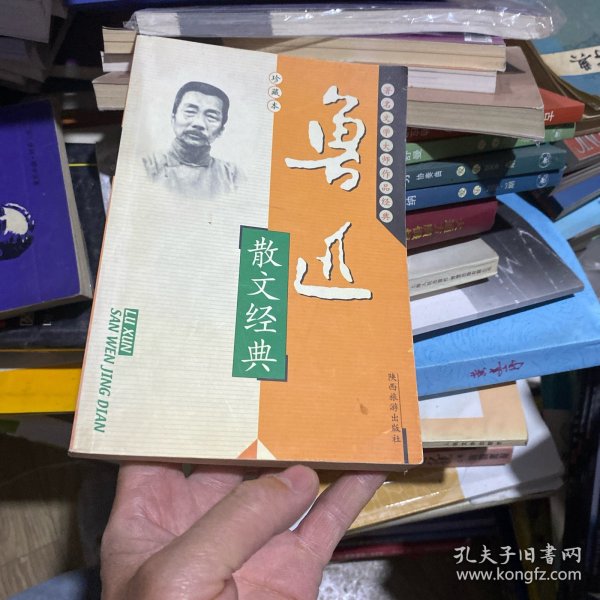 珍藏本
鲁迅
著名文学大师作品经典
散文经典
LU XUN
SAN WEN JING DIAN
陕西旅游出版社
孔夫子旧书网
www.kongfz.com